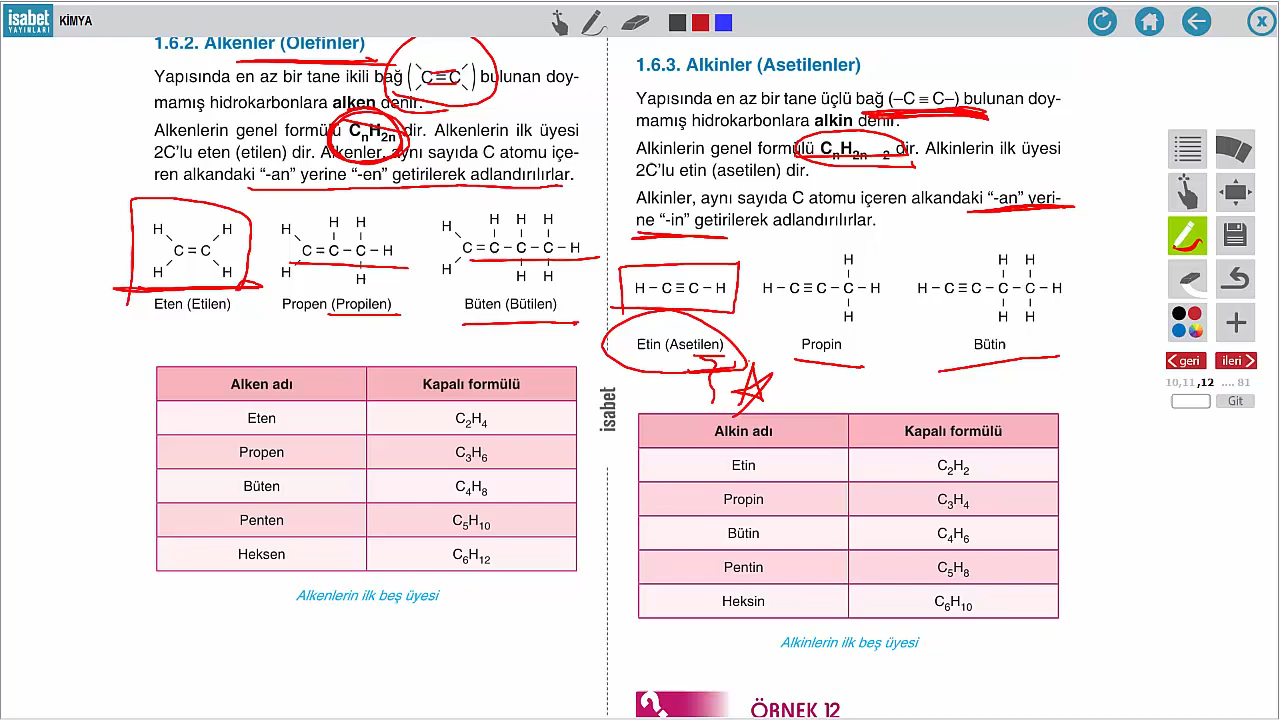 isabet
YAYINLARI
KİMYA
1.6.2. Alkenler (Olefinler)
Yapısında en az bir tane ikili bağ (C=C) bulunan doy-
mamış hidrokarbonlara alken denir.
Alkenlerin genel formülü CnH2n dir. Alkenlerin ilk üyesi
2C'lu eten (etilen) dir. Alkenler, aynı sayıda C atomu içe-
ren alkandaki "-an" yerine "-en" getirilerek adlandırılırlar.
H H
C=C
H H
Eten (Etilen)
H H H
C=C–C–H
H H
Propen (Propilen)
H H H H
C=C–C–C–H
H H H
Büten (Bütilen)
Alken adı Kapalı formülü
Eten C2H4
Propen C3H6
Büten C4H8
Penten C5H10
Heksen C6H12
Alkenlerin ilk beş üyesi
isabet
1.6.3. Alkinler (Asetilenler)
Yapısında en az bir tane üçlü bağ (–C ≡ C–) bulunan doy-
mamış hidrokarbonlara alkin denir.
Alkinlerin genel formülü CnH2n – 2 dir. Alkinlerin ilk üyesi
2C'lu etin (asetilen) dir.
Alkinler, aynı sayıda C atomu içeren alkandaki "-an" yeri-
ne "-in" getirilerek adlandırılırlar.
H–C≡C–H
Etin (Asetilen)
H
H–C≡C–C–H
H
Propin
H H
H–C≡C–C–C–H
H H
Bütin
Alkin adı Kapalı formülü
Etin C2H2
Propin C3H4
Bütin C4H6
Pentin C5H8
Heksin C6H10
Alkinlerin ilk beş üyesi
ÖRNEK 12
geri ileri
10,11,12 .... 81
Git